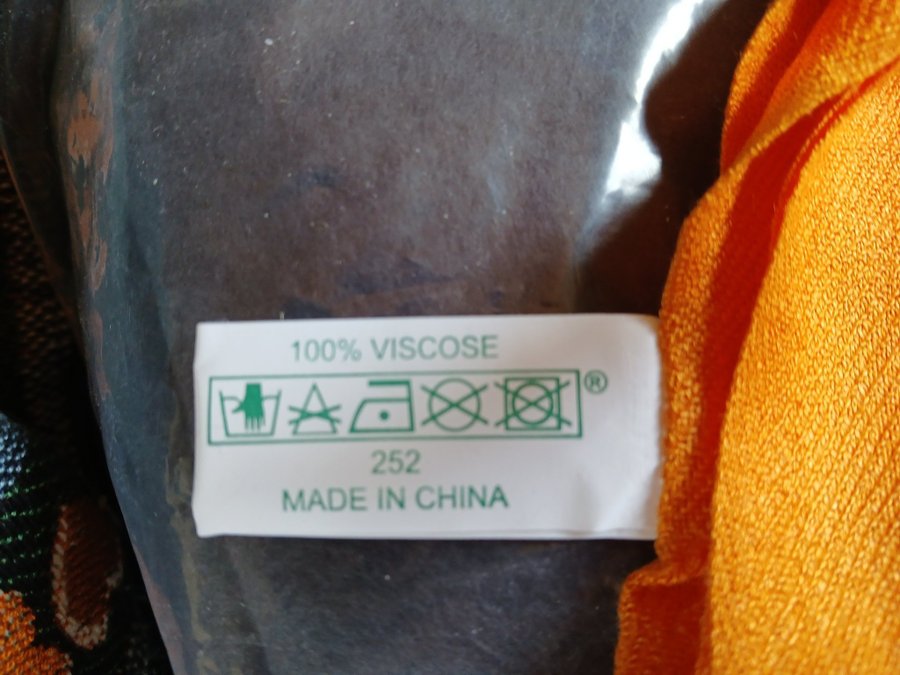 100% VISCOSE
®
252
MADE IN CHINA